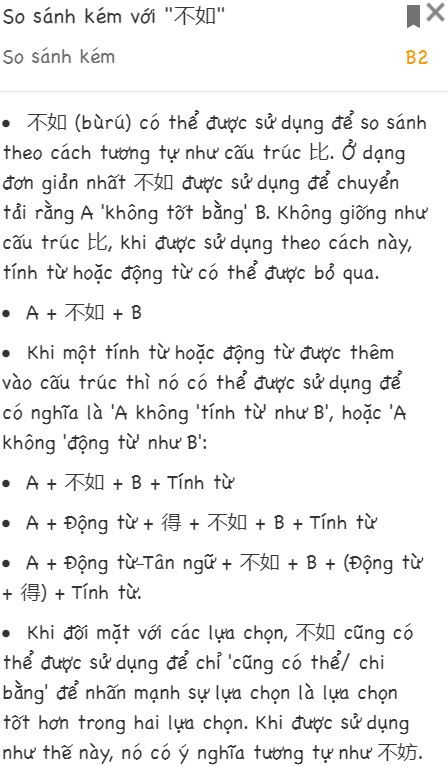 So sánh kém với "不如"
So sánh kém
B2
• 不如 (bùrú) có thể được sử dụng để so sánh
theo cách tương tự như cấu trúc 比. Ở dạng
đơn giản nhất 不如 được sử dụng để chuyển
tải rằng A 'không tốt bằng' B. Không giống như
cấu trúc 比, khi được sử dụng theo cách này,
tính từ hoặc động từ có thể được bỏ qua.
• A + 不如 + B
• Khi một tính từ hoặc động từ được thêm
vào cấu trúc thì nó có thể được sử dụng để
có nghĩa là 'A không 'tính từ' như B', hoặc 'A
không 'động từ' như B':
• A + 不如 + B + Tính từ
• A + Động từ + 得 + 不如 + B + Tính từ
• A + Động từ-Tân ngữ + 不如 + B + (Động từ
+ 得) + Tính từ.
• Khi đối mặt với các lựa chọn, 不如 cũng có
thể được sử dụng để chỉ 'cũng có thể/ chi
bằng' để nhấn mạnh sự lựa chọn là lựa chọn
tốt hơn trong hai lựa chọn. Khi được sử dụng
như thế này, nó có ý nghĩa tương tự như 不妨.